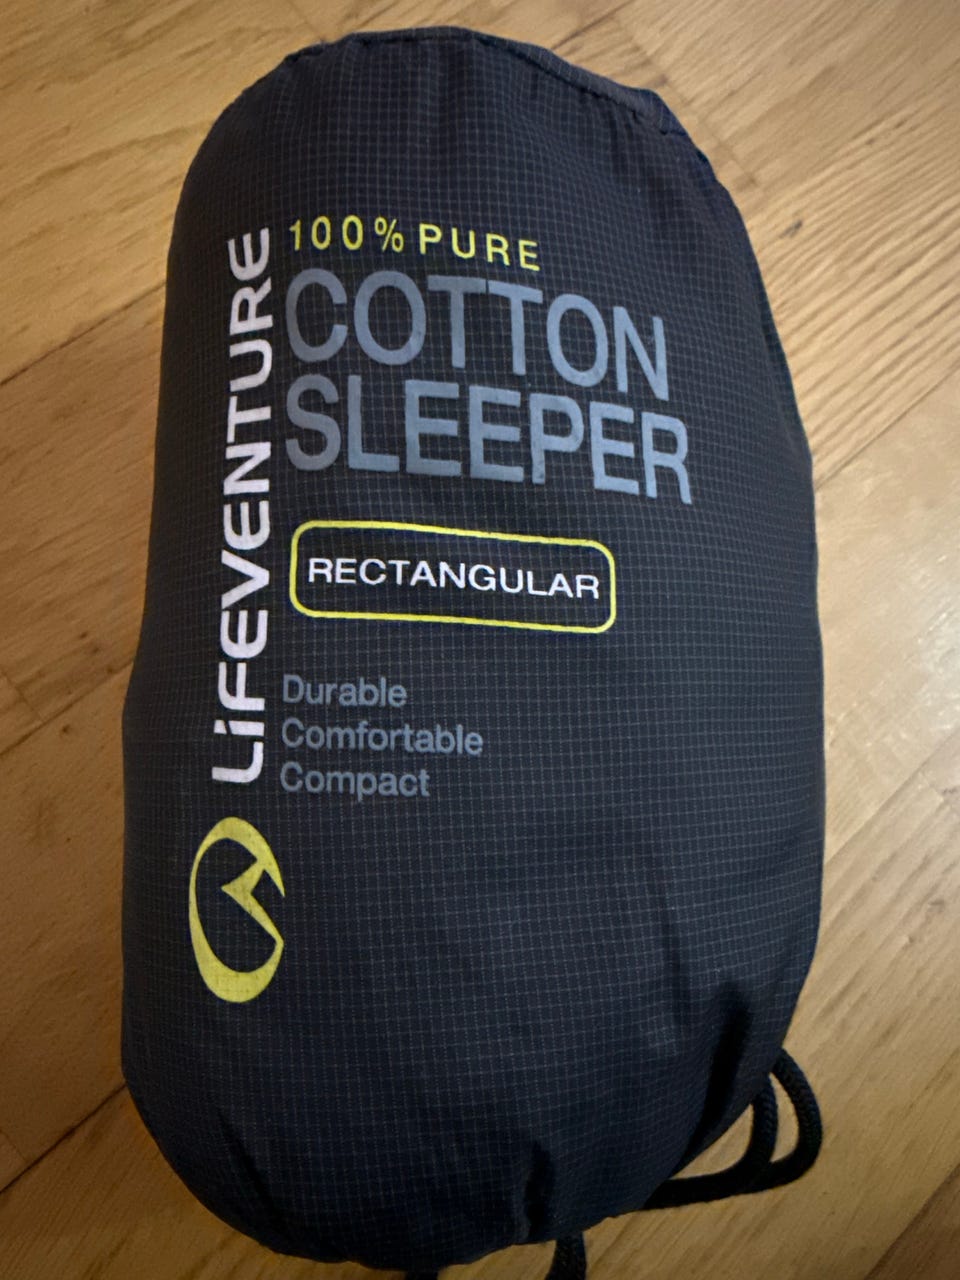 LiFEVENTURE
100% PURE
COTTON
SLEEPER
RECTANGULAR
Durable
Comfortable
Compact